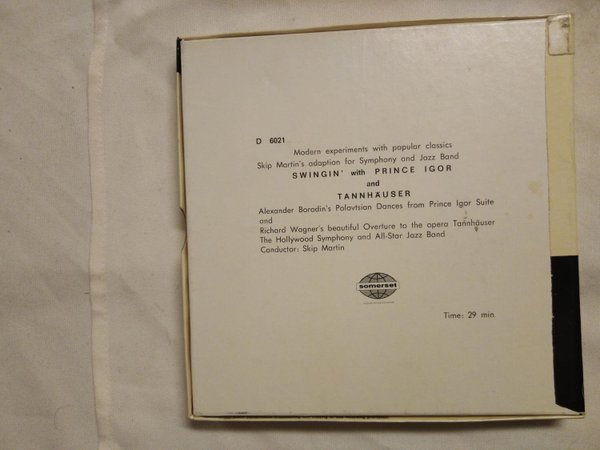 D 6021
Modern experiments with popular classics
Skip Martin's adaption for Symphony and Jazz Band
SWINGIN' with PRINCE IGOR
and
TANNHÄUSER
Alexander Borodin's Polovtsian Dances from Prince Igor Suite
and
Richard Wagner's beautiful Overture to the opera Tannhäuser
The Hollywood Symphony and All-Star Jazz Band
Conductor: Skip Martin
somerset
Time: 29 min.